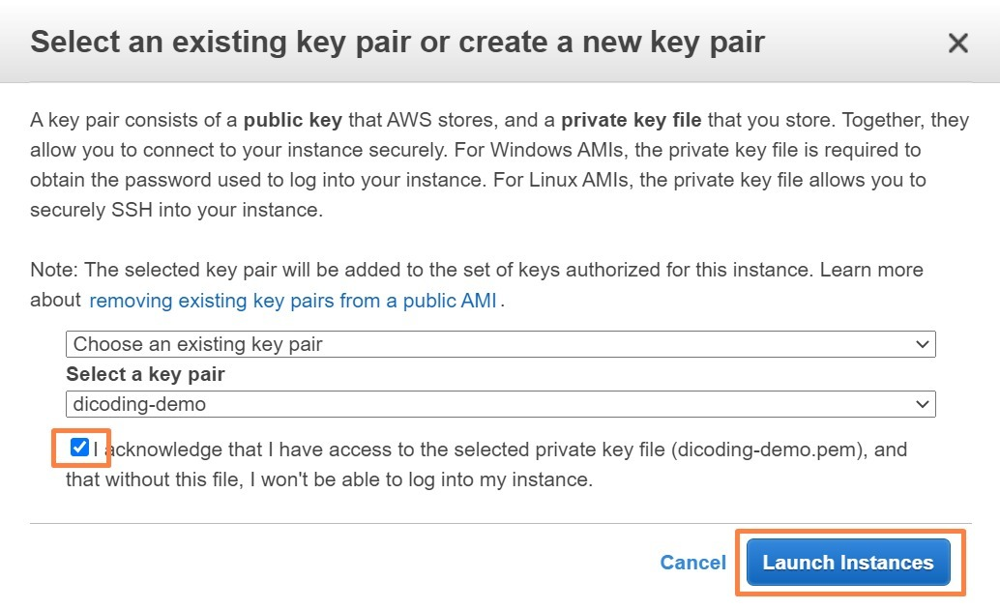 Select an existing key pair or create a new key pair
A key pair consists of a public key that AWS stores, and a private key file that you store. Together, they
allow you to connect to your instance securely. For Windows AMIs, the private key file is required to
obtain the password used to log into your instance. For Linux AMIs, the private key file allows you to
securely SSH into your instance.
Note: The selected key pair will be added to the set of keys authorized for this instance. Learn more
about removing existing key pairs from a public AMI.
Choose an existing key pair
Select a key pair
dicoding-demo
I acknowledge that I have access to the selected private key file (dicoding-demo.pem), and
that without this file, I won't be able to log into my instance.
Cancel Launch Instances